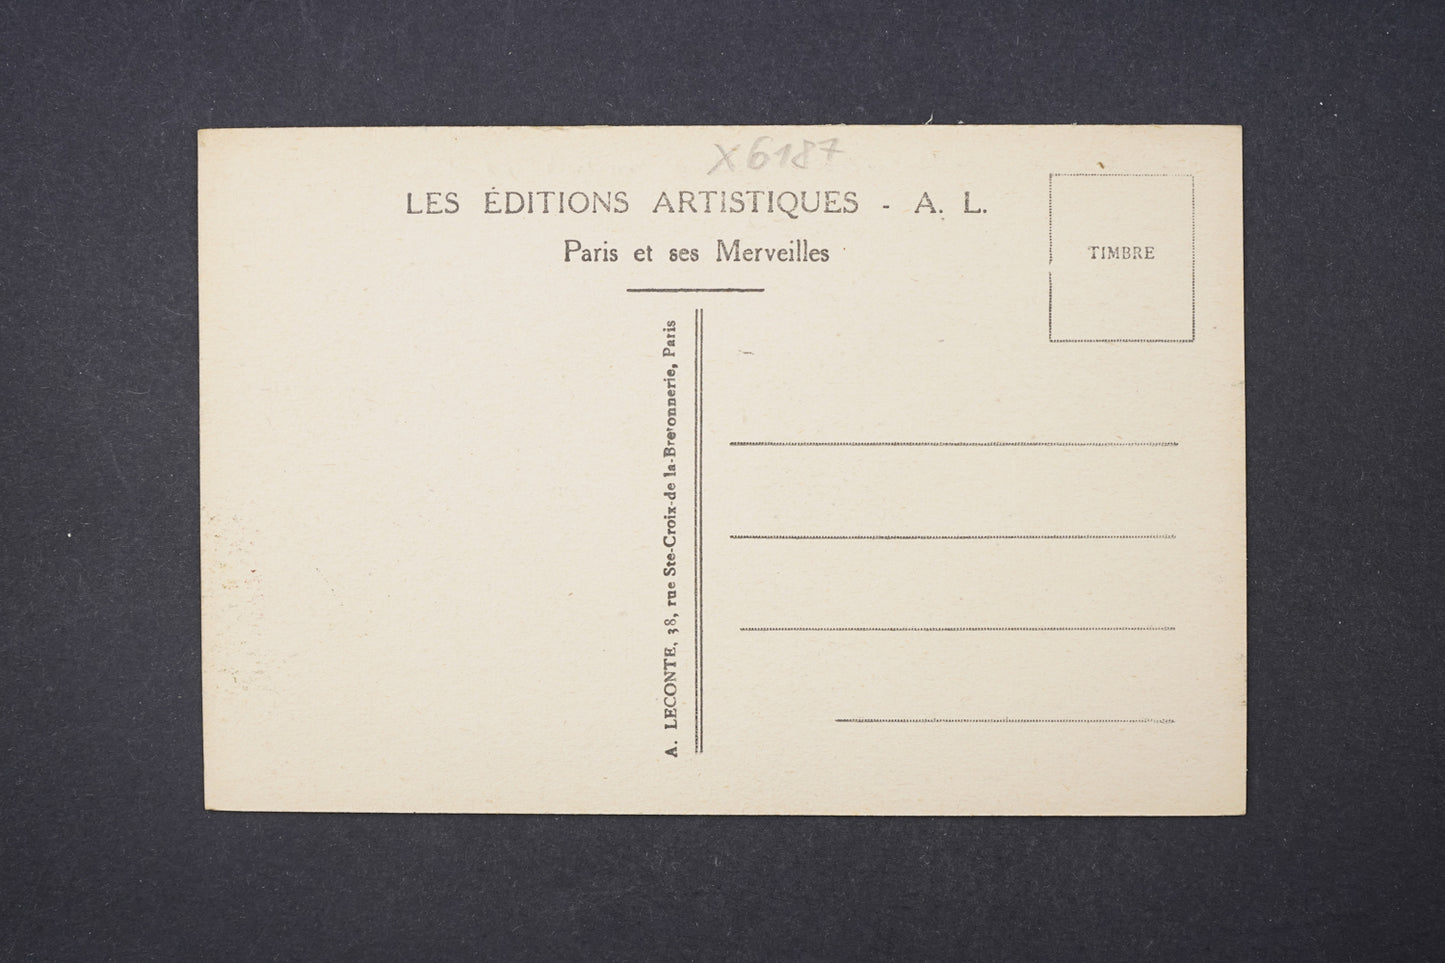 X6187
LES ÉDITIONS ARTISTIQUES - A. L.
Paris et ses Merveilles
TIMBRE
A. LECONTE, 38, rue Ste-Croix-de la-Bretonnerie, Paris